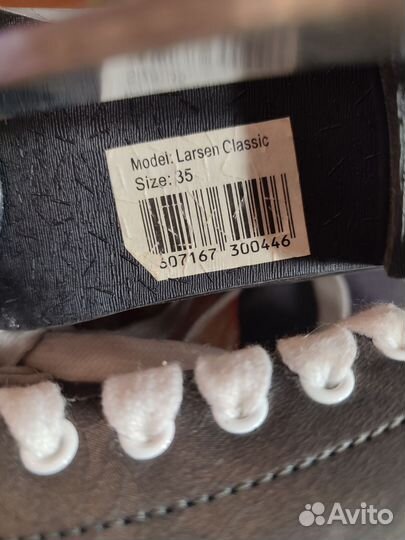 Model: Larsen Classic
Size: 35
607167 300446
Avito